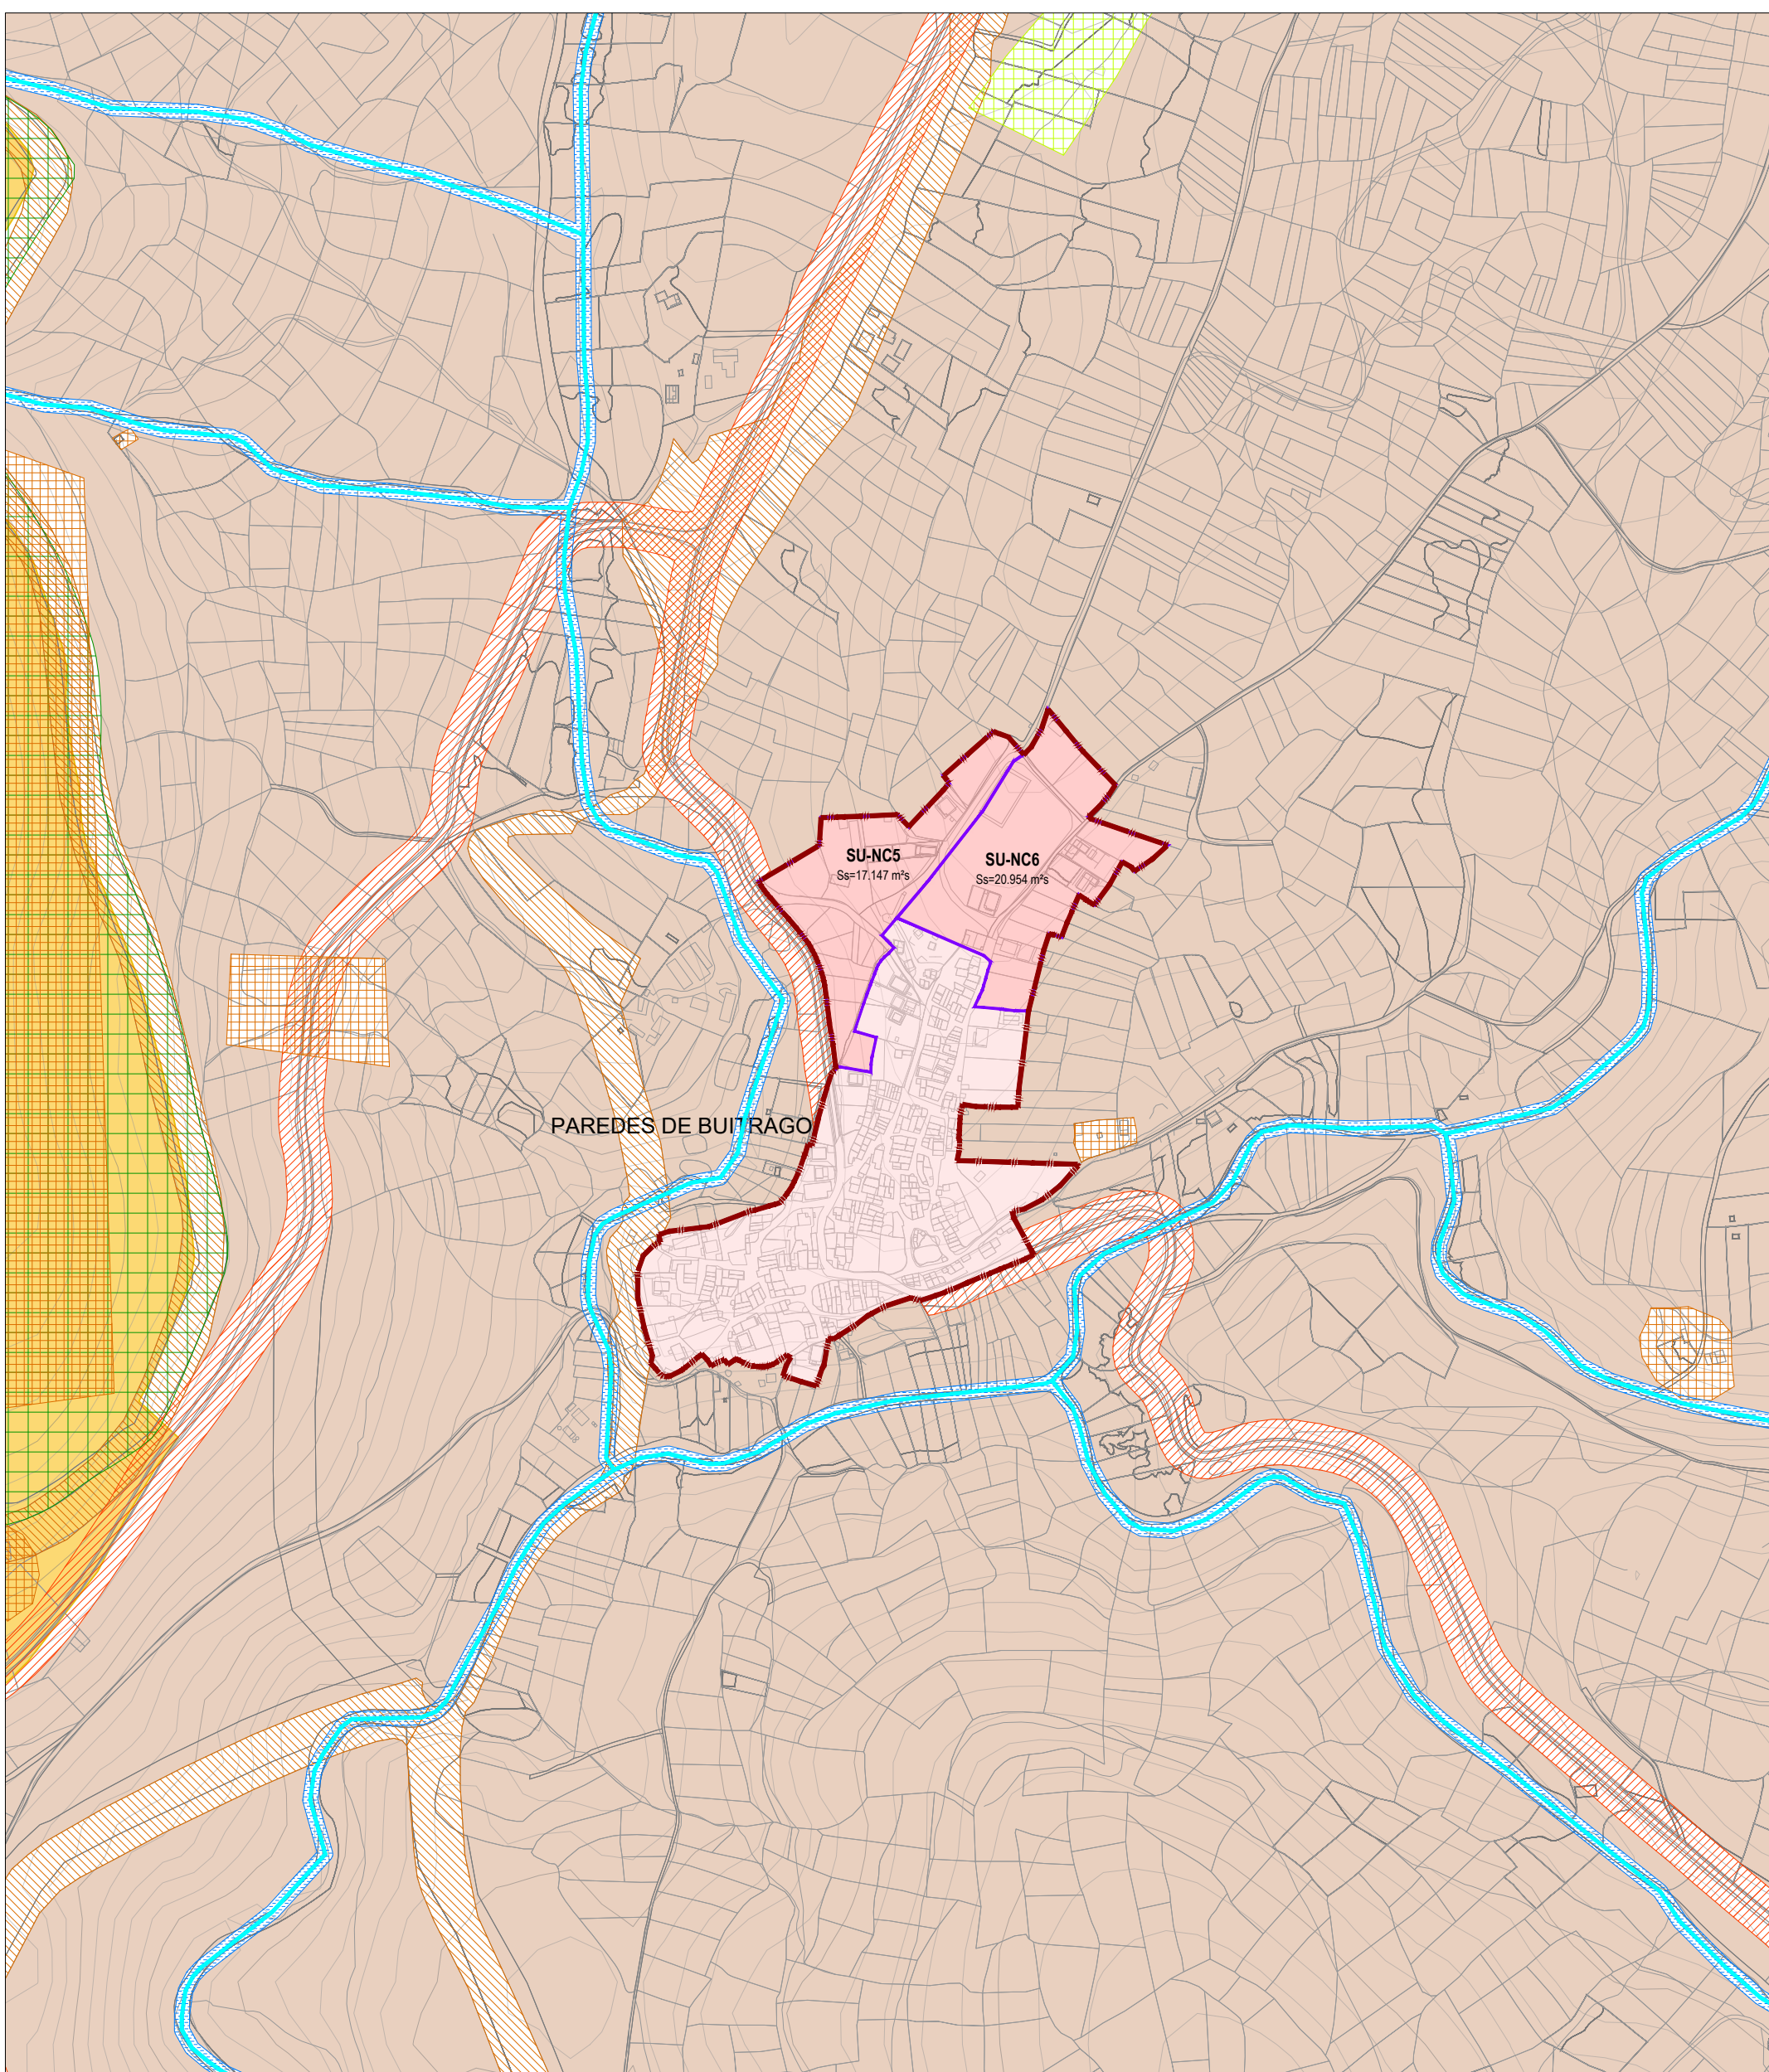 SU-NC5
Ss=17.147 m²s
SU-NC6
Ss=20.954 m²s
PAREDES DE BUITRAGO